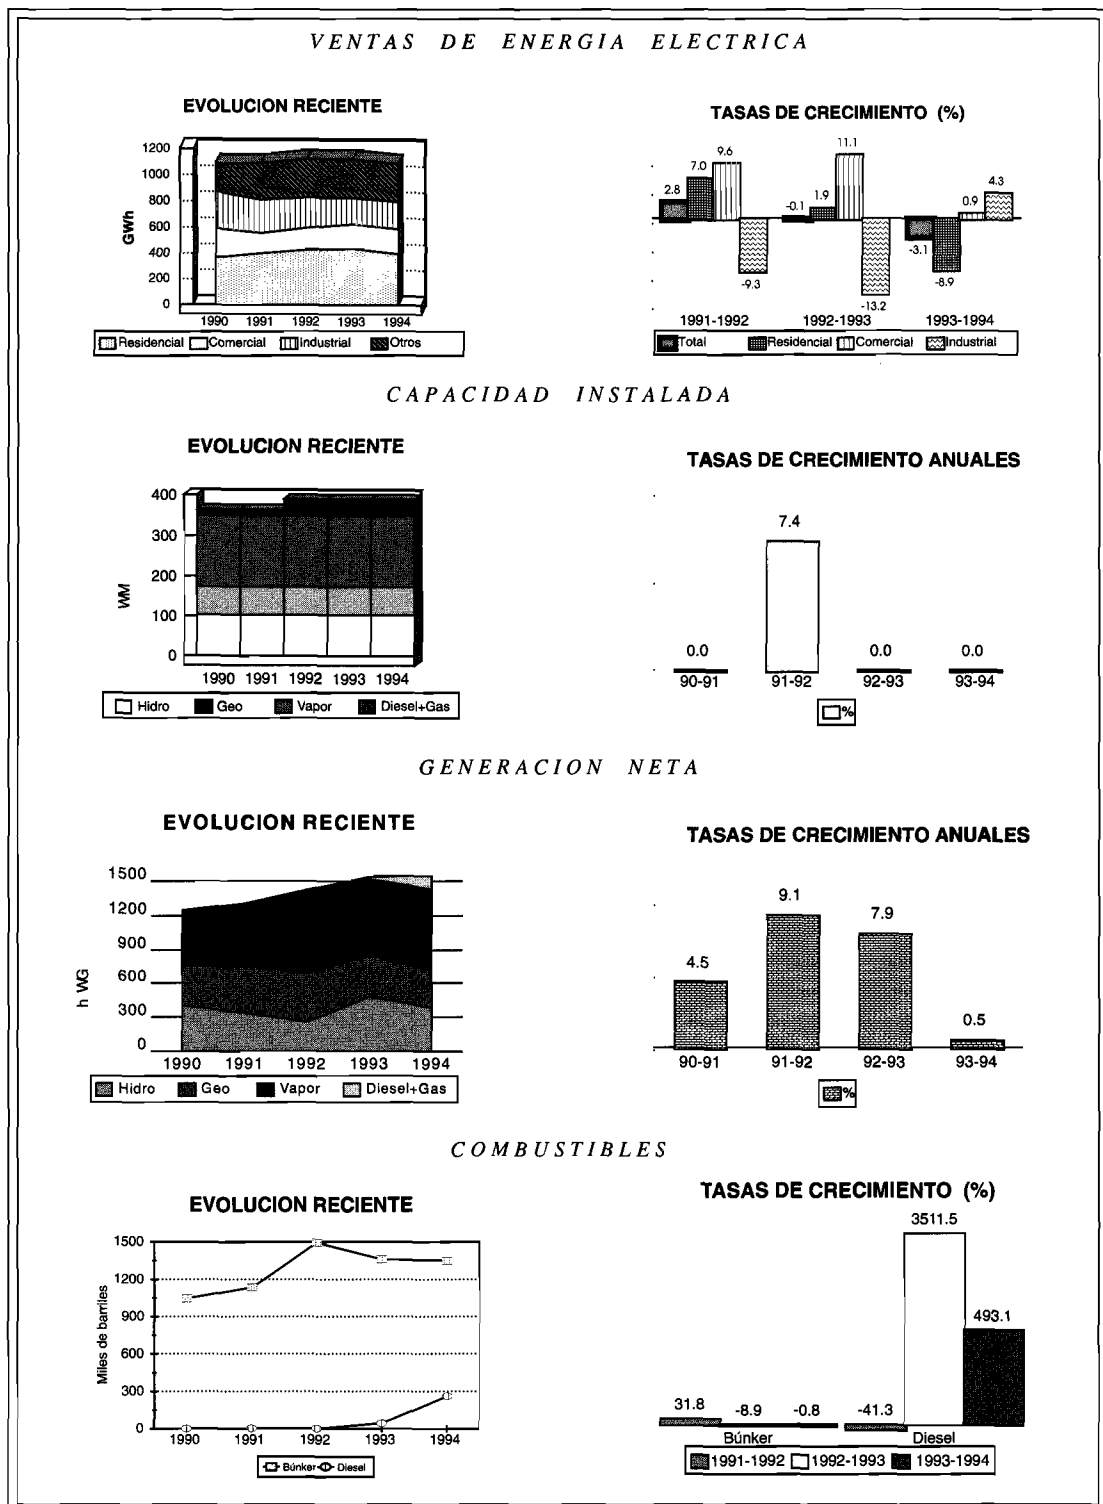 VENTAS DE ENERGIA ELECTRICA
EVOLUCION RECIENTE
1200
1000
800
600
400
200
0
GWh
1990 1991 1992 1993 1994
Residencial Comercial Industrial Otros
TASAS DE CRECIMIENTO (%)
2.8 7.0 9.6 -9.3
-0.1 1.9 11.1 -13.2
-3.1 -8.9 0.9 4.3
1991-1992 1992-1993 1993-1994
Total Residencial Comercial Industrial
CAPACIDAD INSTALADA
EVOLUCION RECIENTE
400
300
200
100
0
WM
1990 1991 1992 1993 1994
Hidro Geo Vapor Diesel+Gas
TASAS DE CRECIMIENTO ANUALES
0.0 7.4 0.0 0.0
90-91 91-92 92-93 93-94
%
GENERACION NETA
EVOLUCION RECIENTE
1500
1200
900
600
300
0
h WG
1990 1991 1992 1993 1994
Hidro Geo Vapor Diesel+Gas
TASAS DE CRECIMIENTO ANUALES
4.5 9.1 7.9 0.5
90-91 91-92 92-93 93-94
%
COMBUSTIBLES
EVOLUCION RECIENTE
1500
1200
900
600
300
0
Miles de barriles
1990 1991 1992 1993 1994
Búnker Diesel
TASAS DE CRECIMIENTO (%)
31.8 -8.9 -0.8 -41.3 3511.5 493.1
Búnker Diesel
1991-1992 1992-1993 1993-1994